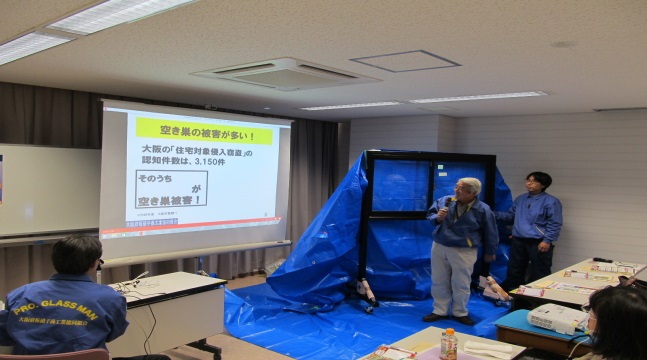 空き巣の被害が多い！
大阪の「住宅対象侵入窃盗」の
認知件数は、3,150件
そのうち
が
空き巣被害！
PRO. GLASS MAN